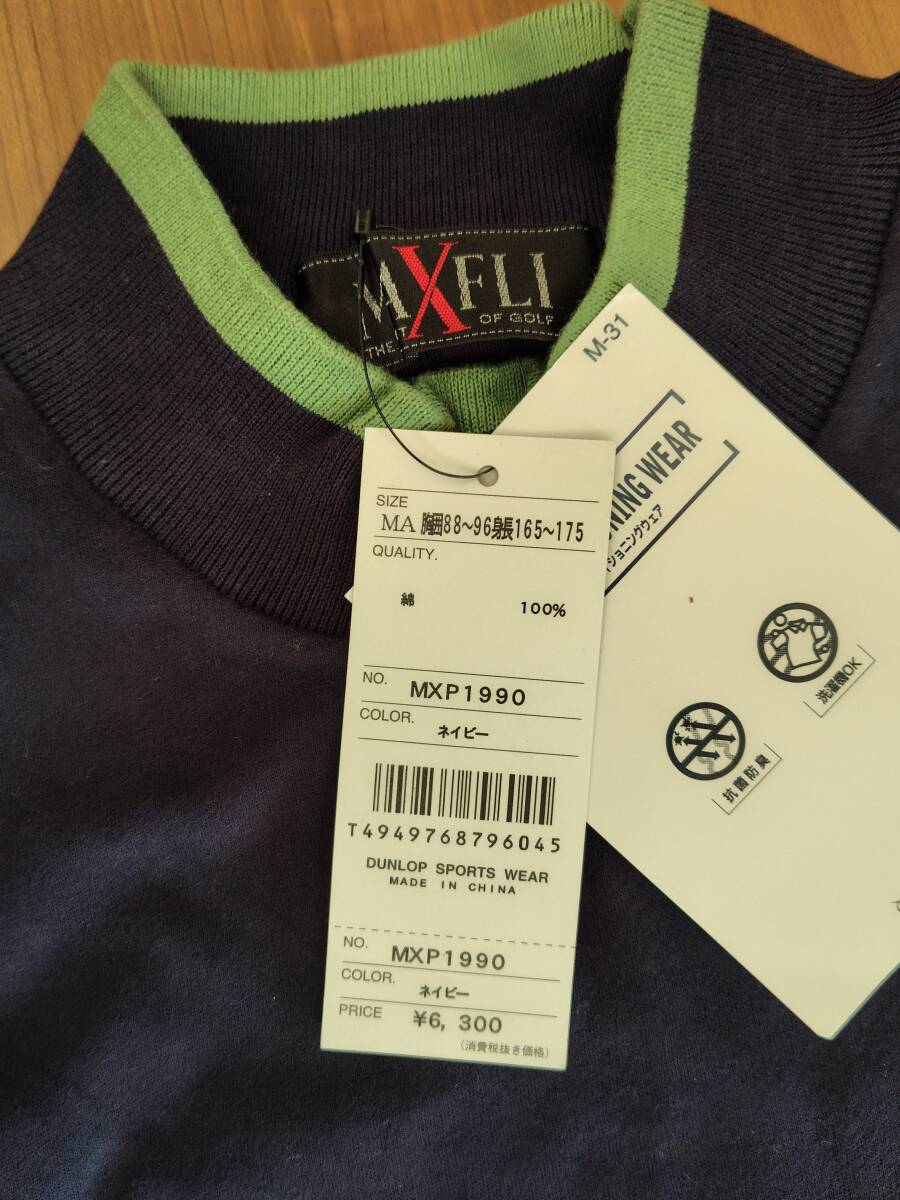 MXFLI
THE
OF GOLF
M-31
NING WEAR
ィショニングウェア
洗濯機OK
抗菌防臭
SIZE
MA 胸囲88～96身長165～175
QUALITY.
綿 100%
NO. MXP1990
COLOR. ネイビー
T4949768796045
DUNLOP SPORTS WEAR
MADE IN CHINA
NO. MXP1990
COLOR. ネイビー
PRICE ¥6,300
(消費税抜き価格)